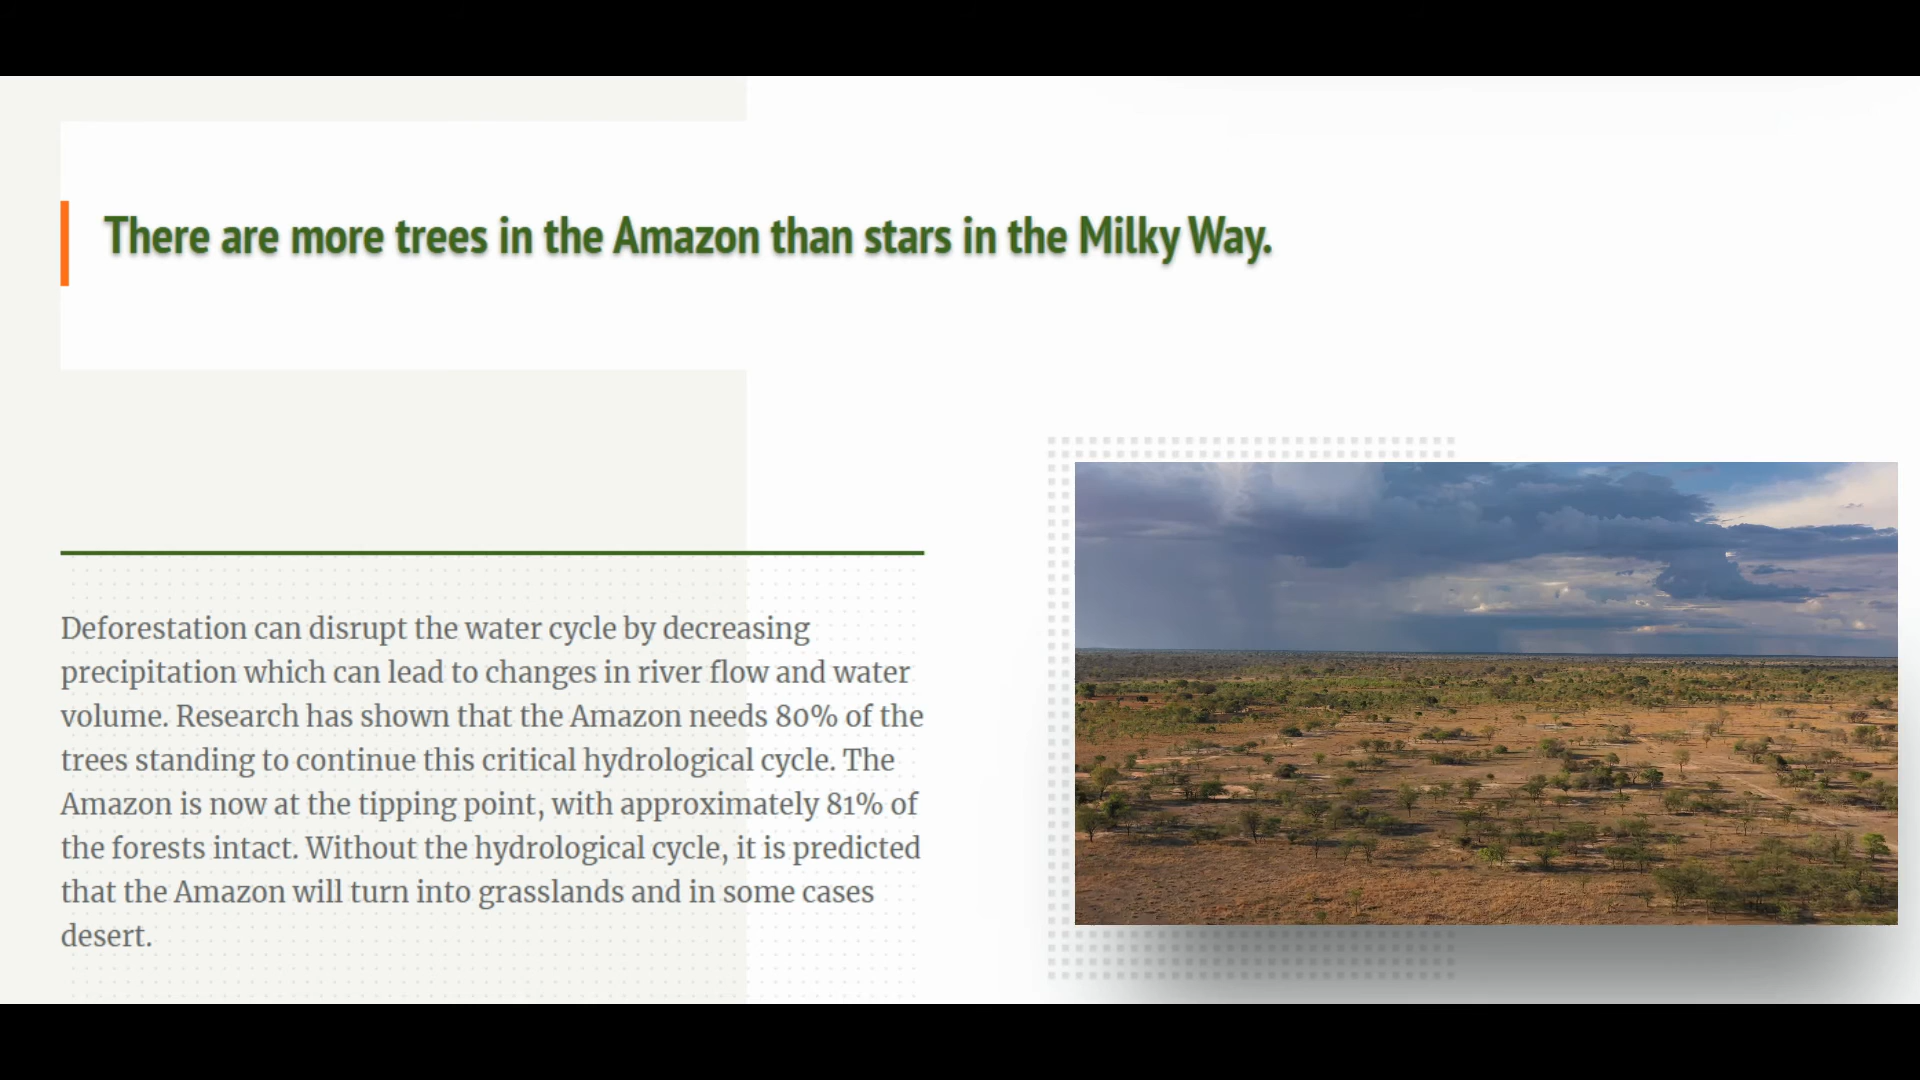 There are more trees in the Amazon than stars in the Milky Way.
Deforestation can disrupt the water cycle by decreasing
precipitation which can lead to changes in river flow and water
volume. Research has shown that the Amazon needs 80% of the
trees standing to continue this critical hydrological cycle. The
Amazon is now at the tipping point, with approximately 81% of
the forests intact. Without the hydrological cycle, it is predicted
that the Amazon will turn into grasslands and in some cases
desert.